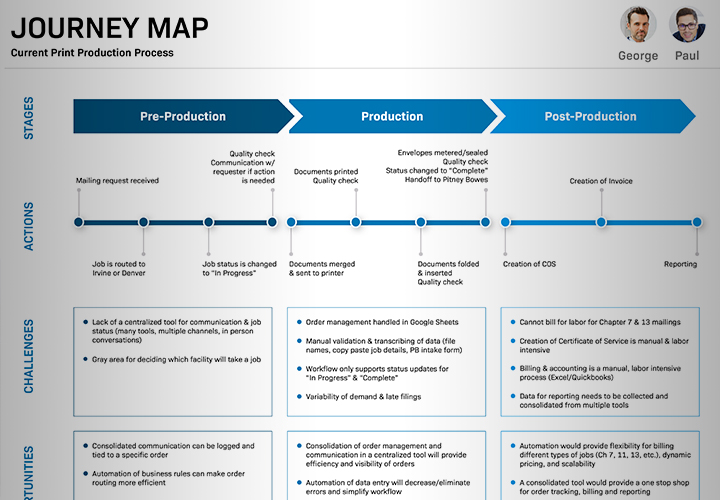 JOURNEY MAP
Current Print Production Process
George
Paul
STAGES
Pre-Production
Production
Post-Production
ACTIONS
Mailing request received
Quality check
Communication w/
requester if action
is needed
Documents printed
Quality check
Envelopes metered/sealed
Quality check
Status changed to "Complete"
Handoff to Pitney Bowes
Creation of Invoice
Job is routed to
Irvine or Denver
Job status is changed
to "In Progress"
Documents merged
& sent to printer
Documents folded
& inserted
Quality check
Creation of COS
Reporting
CHALLENGES
Lack of a centralized tool for communication & job
status (many tools, multiple channels, in person
conversations)
Gray area for deciding which facility will take a job
Order management handled in Google Sheets
Manual validation & transcribing of data (file
names, copy paste job details, PB intake form)
Workflow only supports status updates for
"In Progress" & "Complete"
Variability of demand & late filings
Cannot bill for labor for Chapter 7 & 13 mailings
Creation of Certificate of Service is manual & labor
intensive
Billing & accounting is a manual, labor intensive
process (Excel/Quickbooks)
Data for reporting needs to be collected and
consolidated from multiple tools
RTUNITIES
Consolidated communication can be logged and
tied to a specific order
Automation of business rules can make order
routing more efficient
Consolidation of order management and
communication in a centralized tool will provide
efficiency and visibility of orders
Automation of data entry will decrease/eliminate
errors and simplify workflow
Automation would provide flexibility for billing
different types of jobs (Ch 7, 11, 13, etc.), dynamic
pricing, and scalability
A consolidated tool would provide a one stop shop
for order tracking, billing and reporting